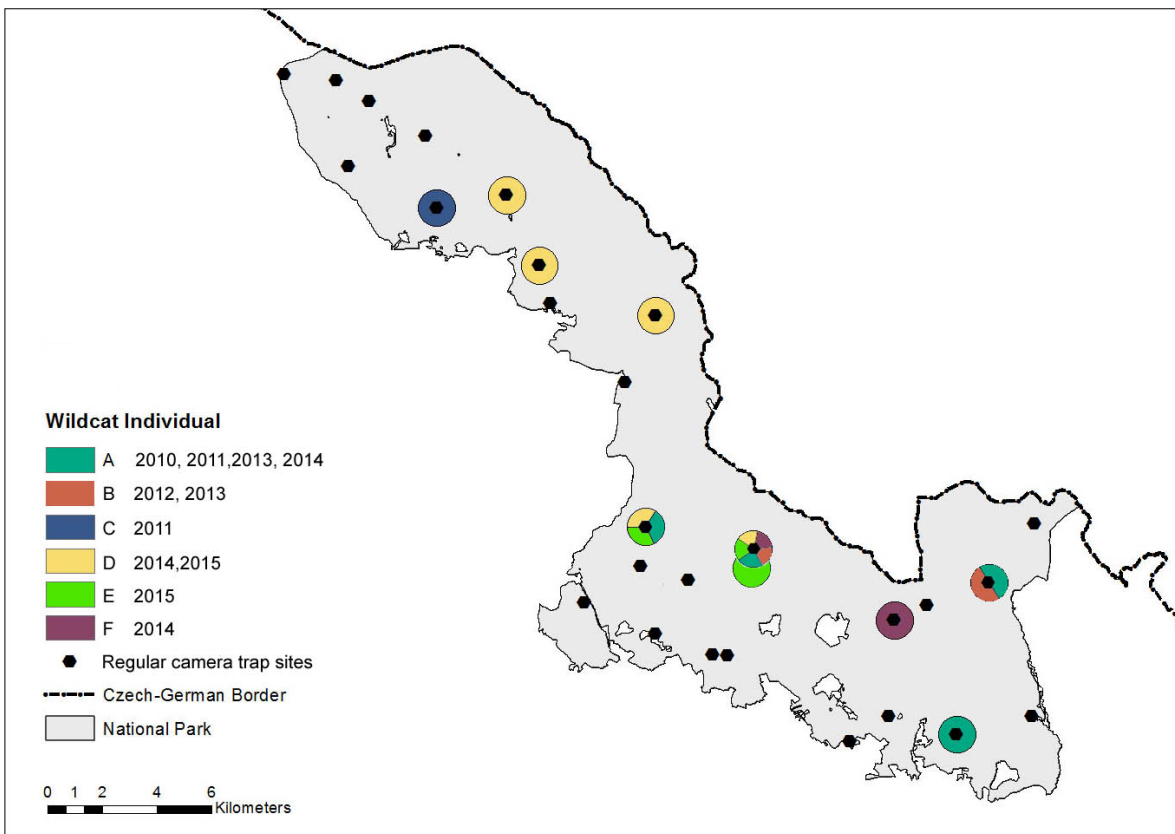 Wildcat Individual
A 2010, 2011,2013, 2014
B 2012, 2013
C 2011
D 2014,2015
E 2015
F 2014
Regular camera trap sites
Czech-German Border
National Park
0 1 2 4 6
Kilometers